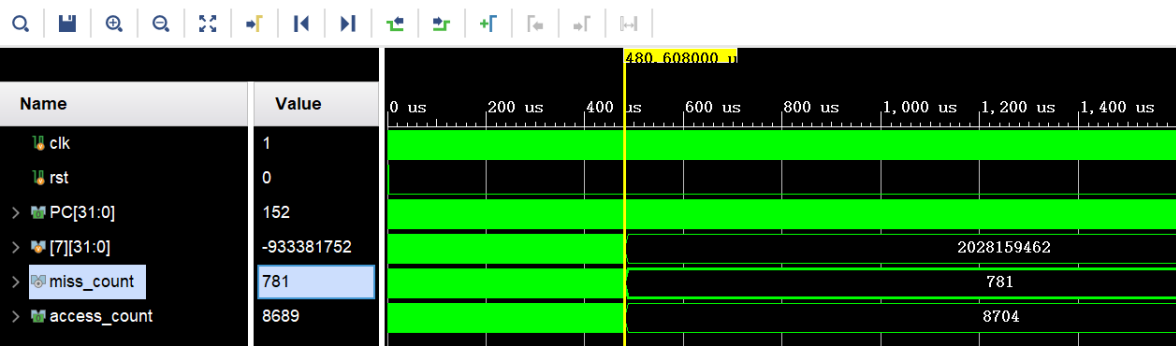 480.608000 u
Name Value 0 us 200 us 400 us 600 us 800 us 1,000 us 1,200 us 1,400 us
clk 1
rst 0
PC[31:0] 152
[7][31:0] -933381752 2028159462
miss_count 781 781
access_count 8689 8704